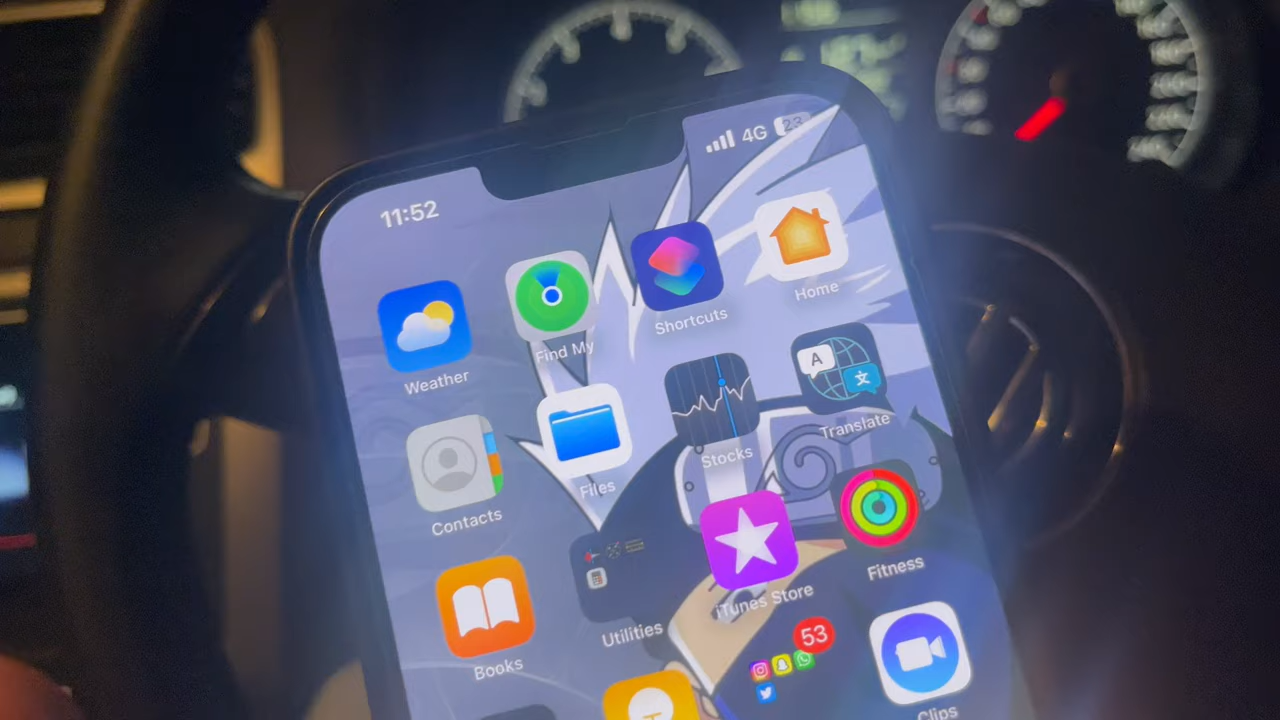 11:52
4G 23
Weather
Find My
Shortcuts
Home
Contacts
Files
Stocks
A
文
Translate
Books
Utilities
iTunes Store
Fitness
53
Clips